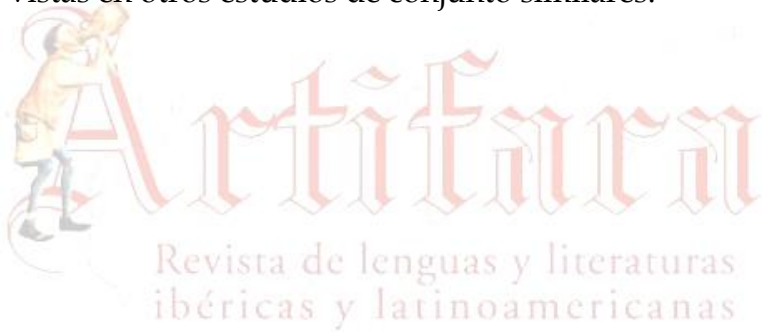 vistas en otros estudios de conjunto similares.
Artifara
Revista de lenguas y literaturas
ibéricas y latinoamericanas